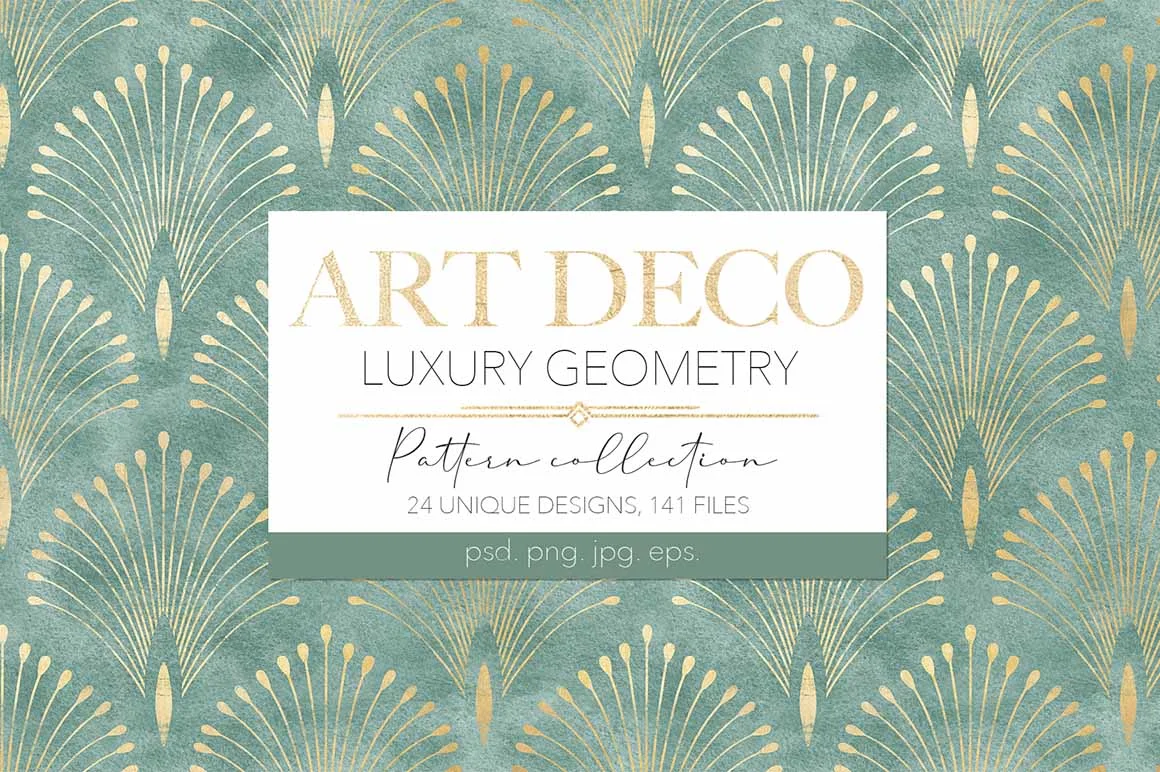 ART DECO
LUXURY GEOMETRY
Pattern collection
24 UNIQUE DESIGNS, 141 FILES
psd. png. jpg. eps.